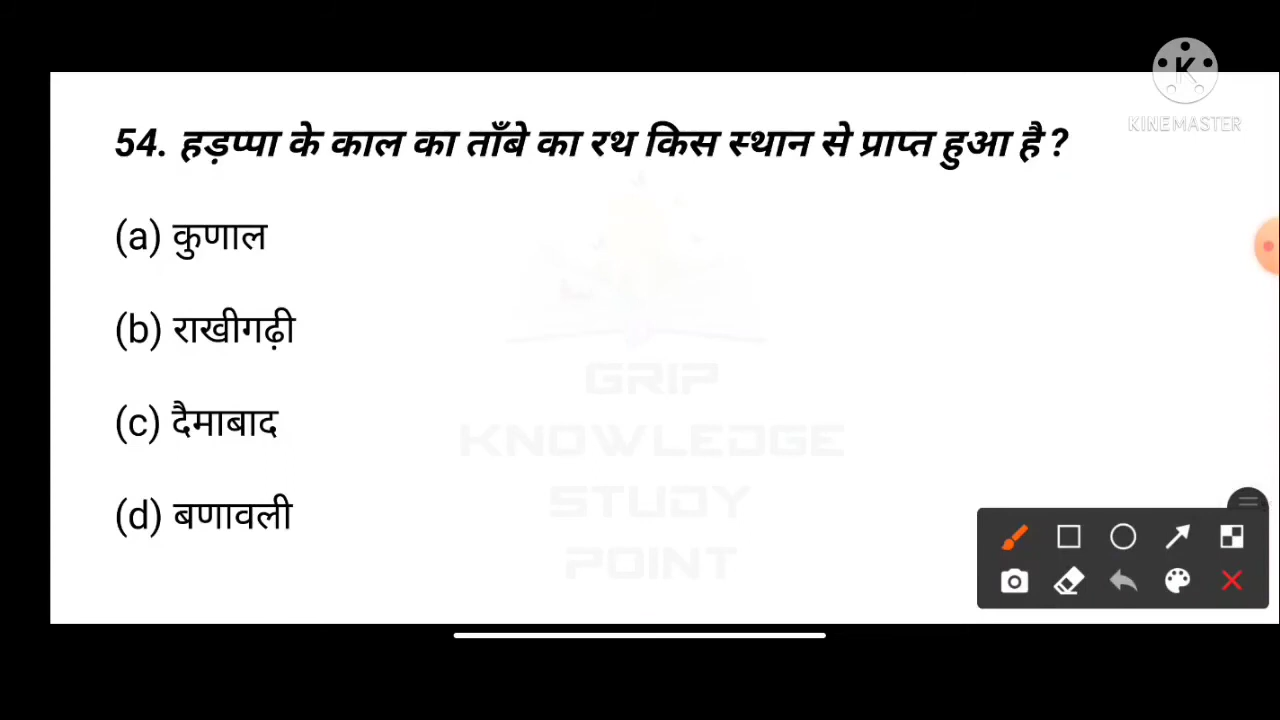 KINEMASTER
54. हड़प्पा के काल का ताँबे का रथ किस स्थान से प्राप्त हुआ है ?
(a) कुणाल
(b) राखीगढ़ी
(c) दैमाबाद
(d) बणावली
GRIP
KNOWLEDGE
STUDY
POINT